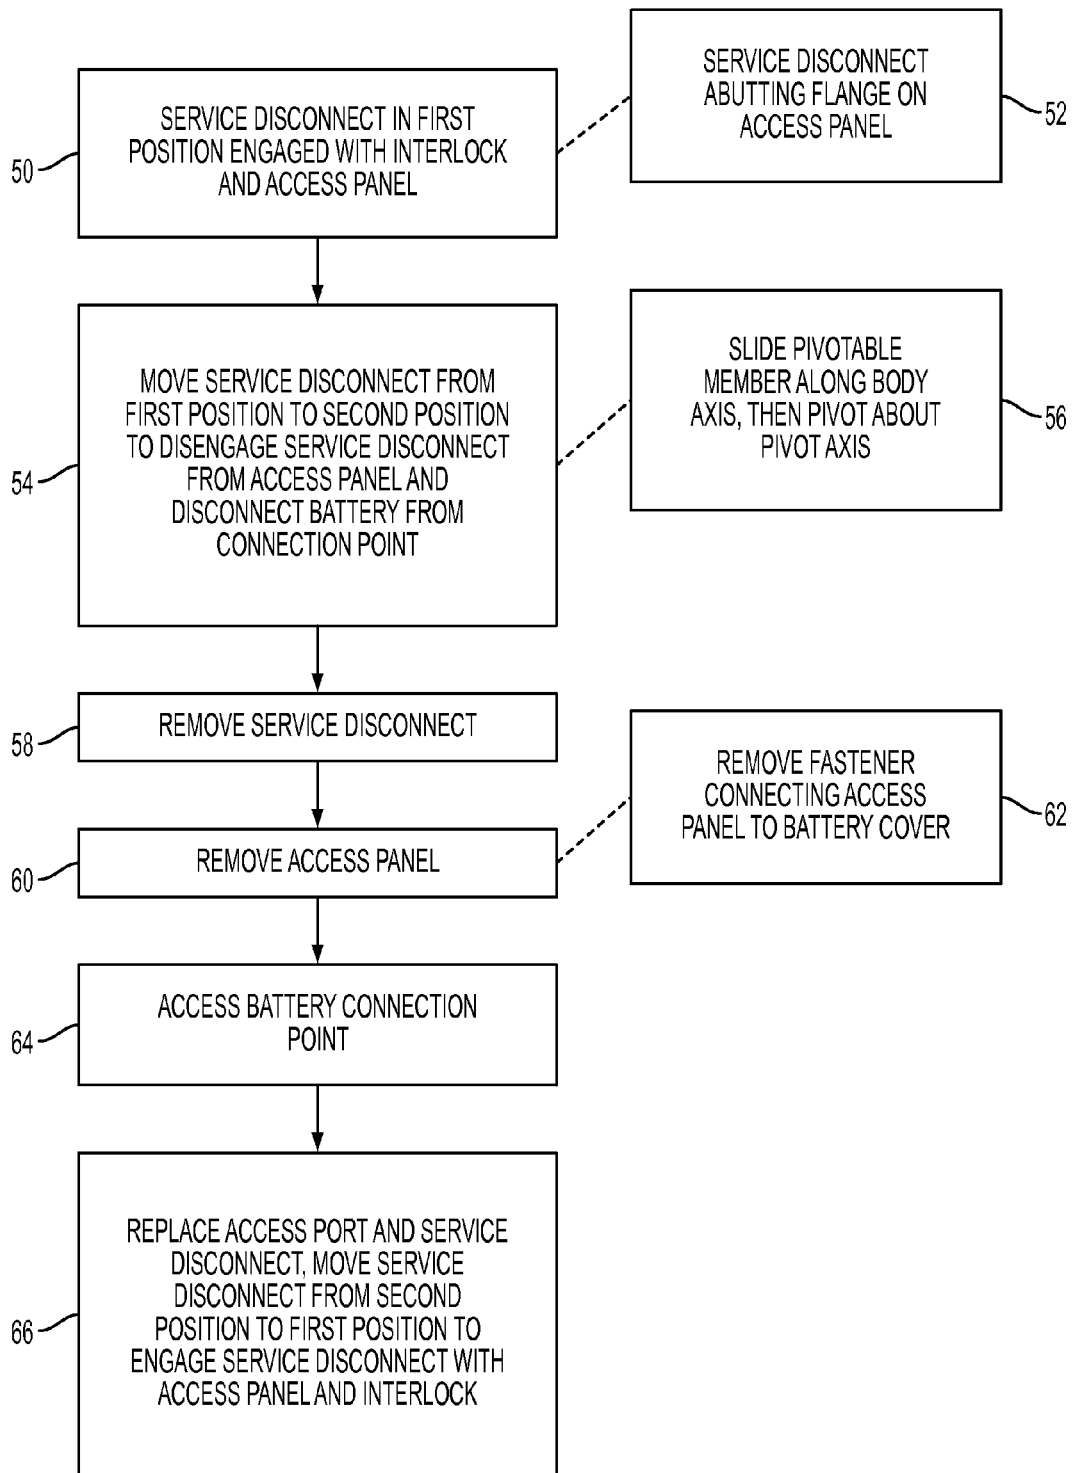 SERVICE DISCONNECT IN FIRST
POSITION ENGAGED WITH INTERLOCK
AND ACCESS PANEL
50
SERVICE DISCONNECT
ABUTTING FLANGE ON
ACCESS PANEL
52
MOVE SERVICE DISCONNECT FROM
FIRST POSITION TO SECOND POSITION
TO DISENGAGE SERVICE DISCONNECT
FROM ACCESS PANEL AND
DISCONNECT BATTERY FROM
CONNECTION POINT
54
SLIDE PIVOTABLE
MEMBER ALONG BODY
AXIS, THEN PIVOT ABOUT
PIVOT AXIS
56
REMOVE SERVICE DISCONNECT
58
REMOVE ACCESS PANEL
60
REMOVE FASTENER
CONNECTING ACCESS
PANEL TO BATTERY COVER
62
ACCESS BATTERY CONNECTION
POINT
64
REPLACE ACCESS PORT AND SERVICE
DISCONNECT, MOVE SERVICE
DISCONNECT FROM SECOND
POSITION TO FIRST POSITION TO
ENGAGE SERVICE DISCONNECT WITH
ACCESS PANEL AND INTERLOCK
66